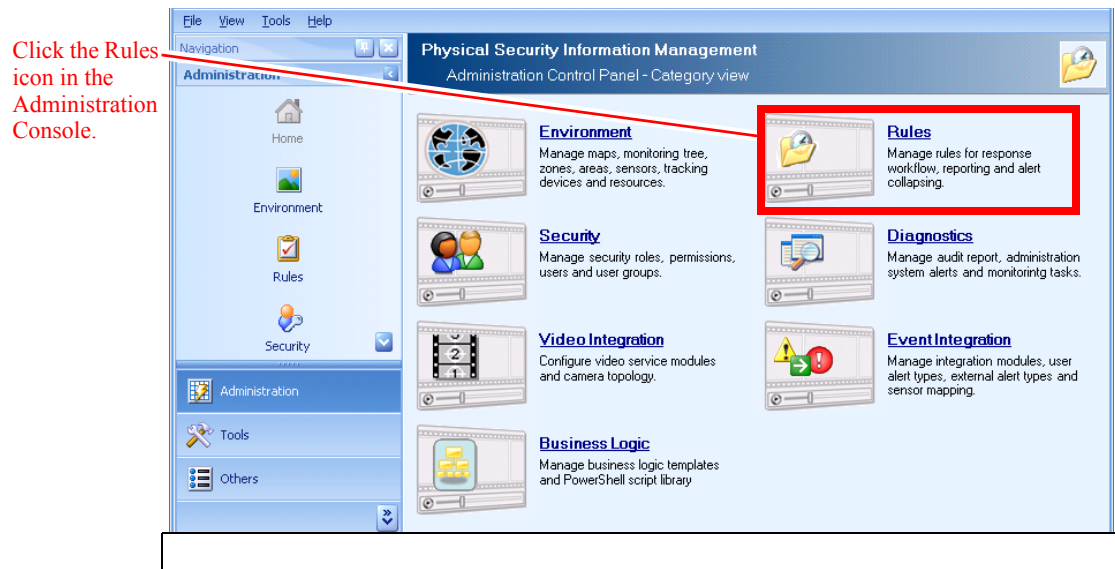 File View Tools Help
Click the Rules
icon in the
Administration
Console.
Navigation
Administration
Home
Environment
Rules
Security
Administration
Tools
Others
Physical Security Information Management
Administration Control Panel - Category view
Environment
Manage maps, monitoring tree,
zones, areas, sensors, tracking
devices and resources.
Rules
Manage rules for response
workflow, reporting and alert
collapsing.
Security
Manage security roles, permissions,
users and user groups.
Diagnostics
Manage audit report, administration
system alerts and monitorintg tasks.
Video Integration
Configure video service modules
and camera topology.
Event Integration
Manage integration modules, user
alert types, external alert types and
sensor mapping.
Business Logic
Manage business logic templates
and PowerShell script library
2
1